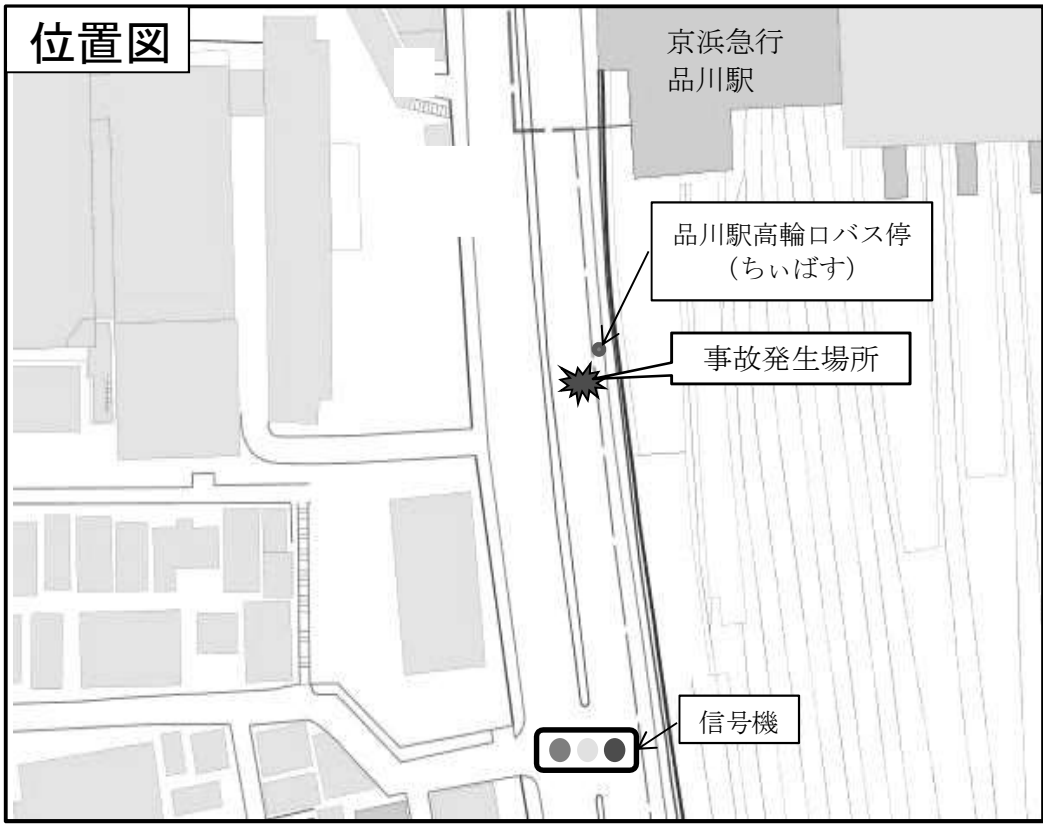 位置図
京浜急行
品川駅
品川駅高輪口バス停
(ちぃばす)
事故発生場所
信号機